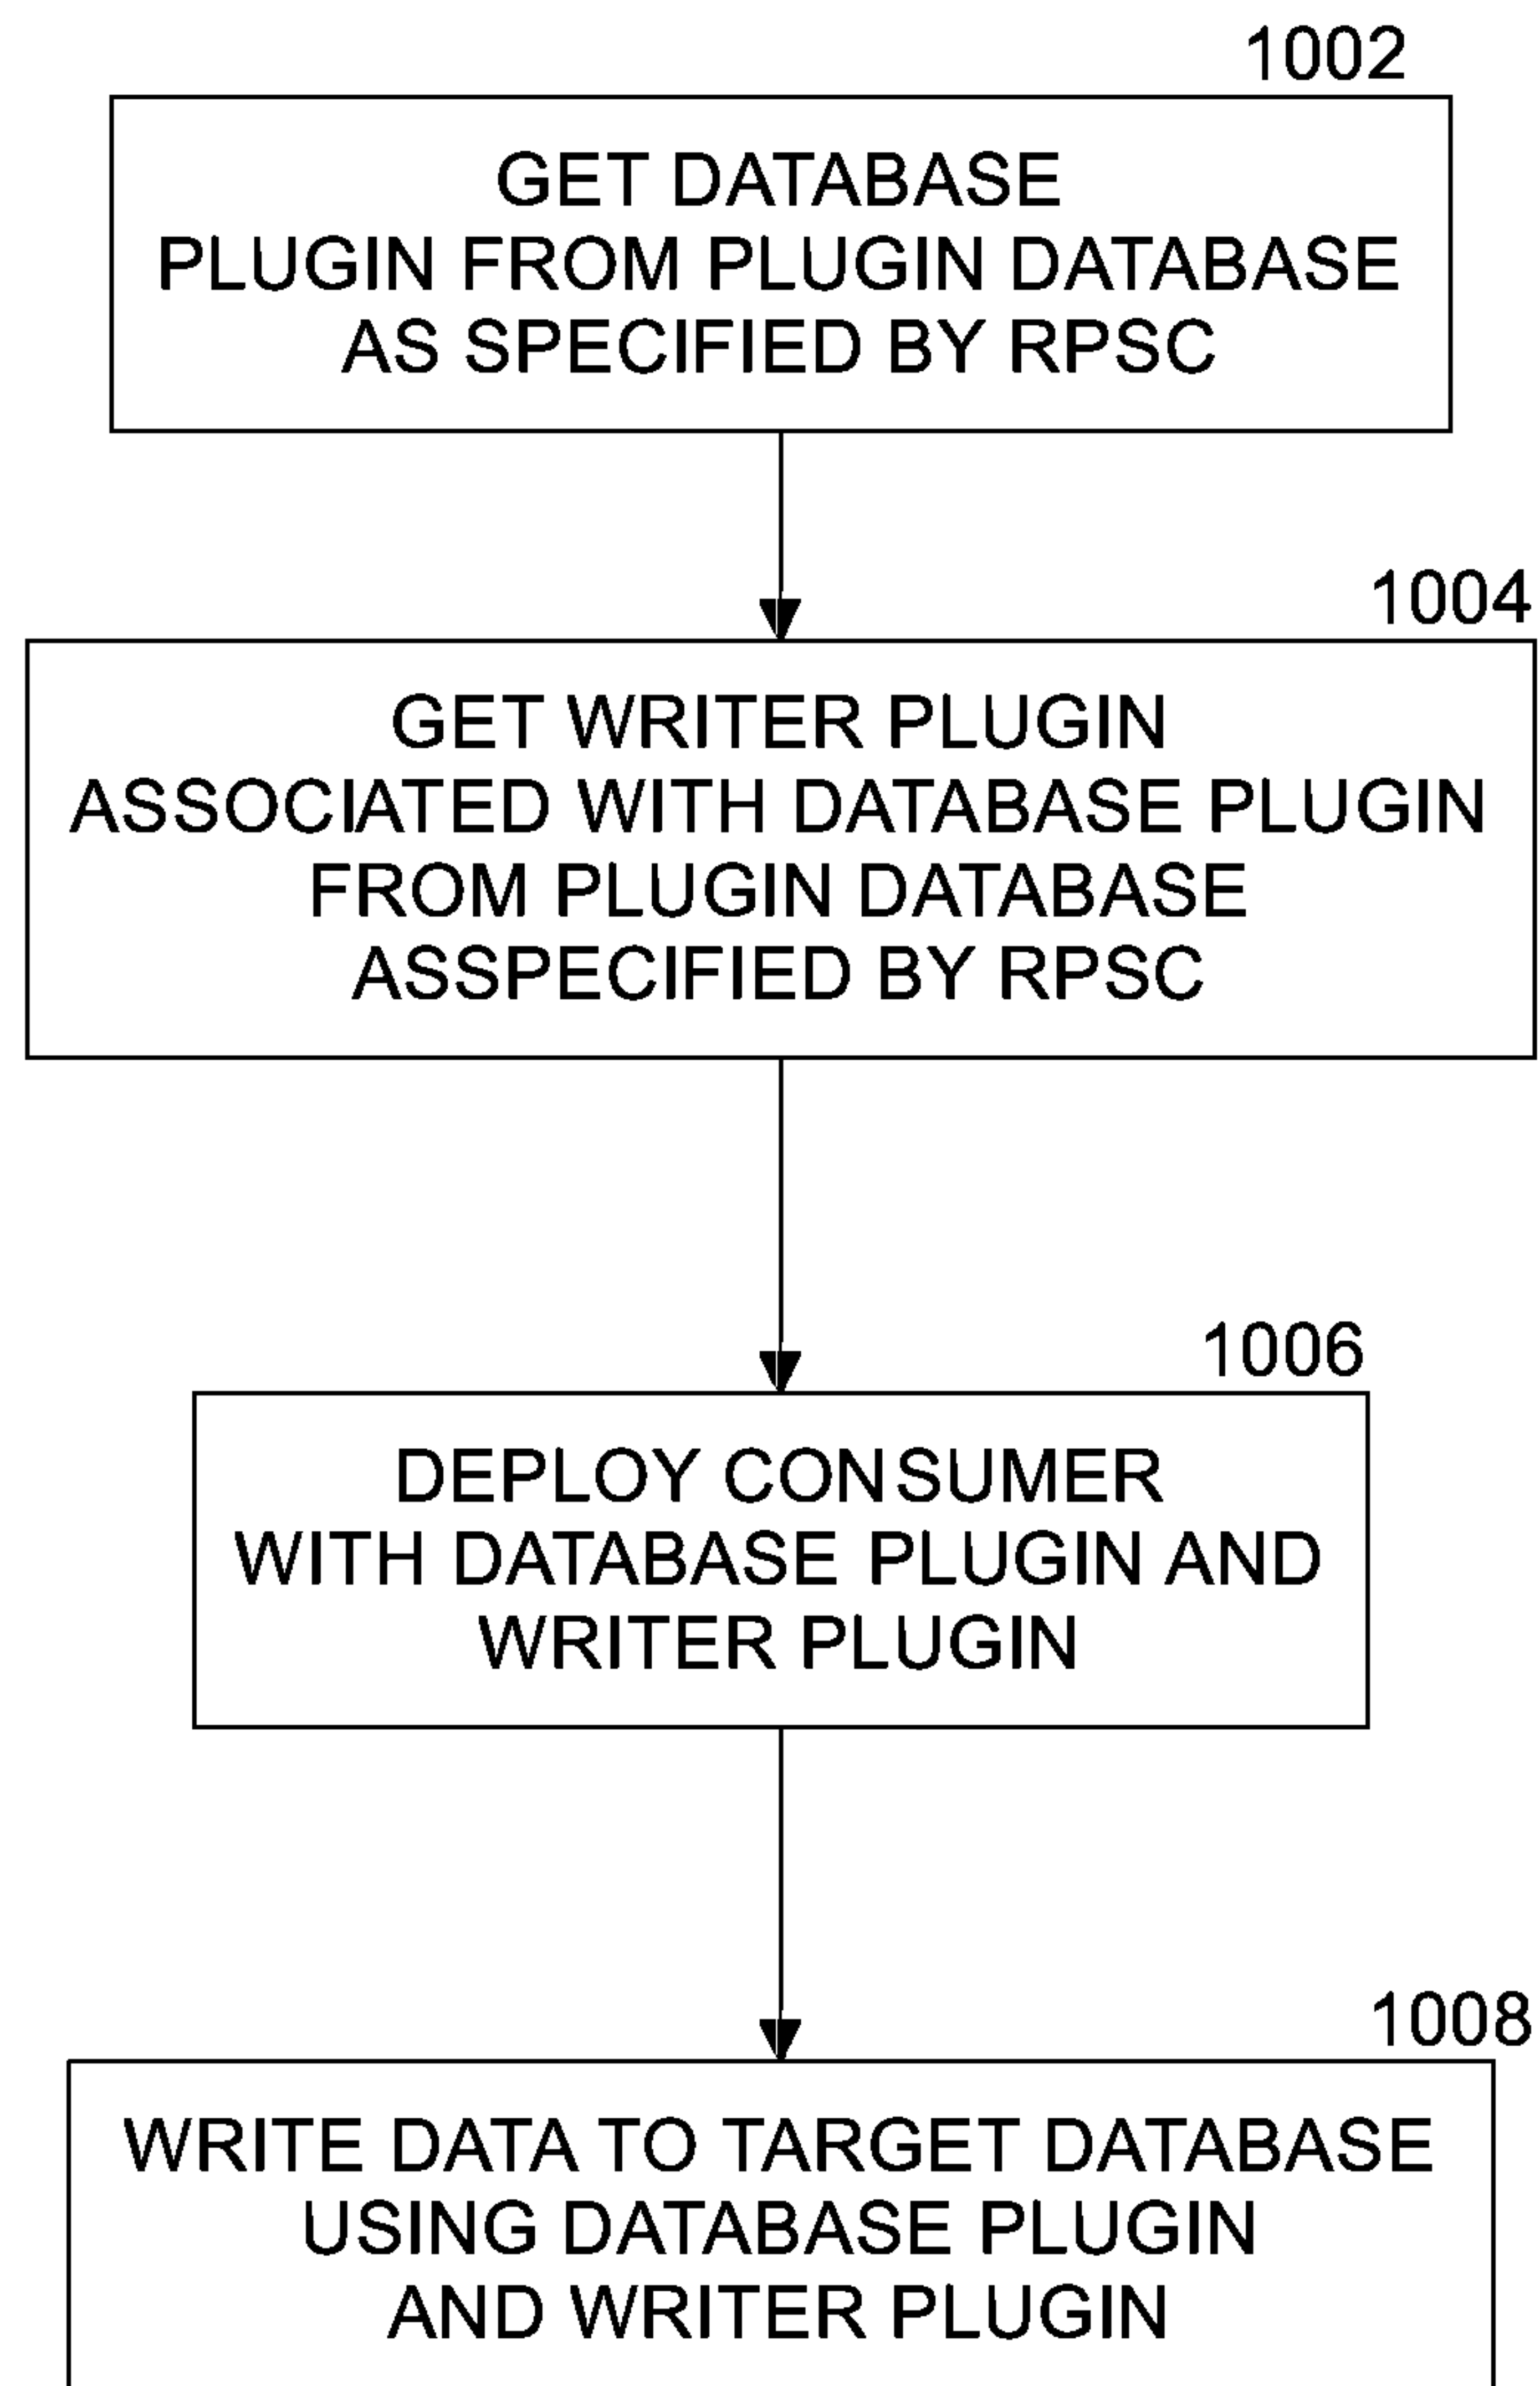 1002
GET DATABASE
PLUGIN FROM PLUGIN DATABASE
AS SPECIFIED BY RPSC
1004
GET WRITER PLUGIN
ASSOCIATED WITH DATABASE PLUGIN
FROM PLUGIN DATABASE
ASSPECIFIED BY RPSC
1006
DEPLOY CONSUMER
WITH DATABASE PLUGIN AND
WRITER PLUGIN
1008
WRITE DATA TO TARGET DATABASE
USING DATABASE PLUGIN
AND WRITER PLUGIN